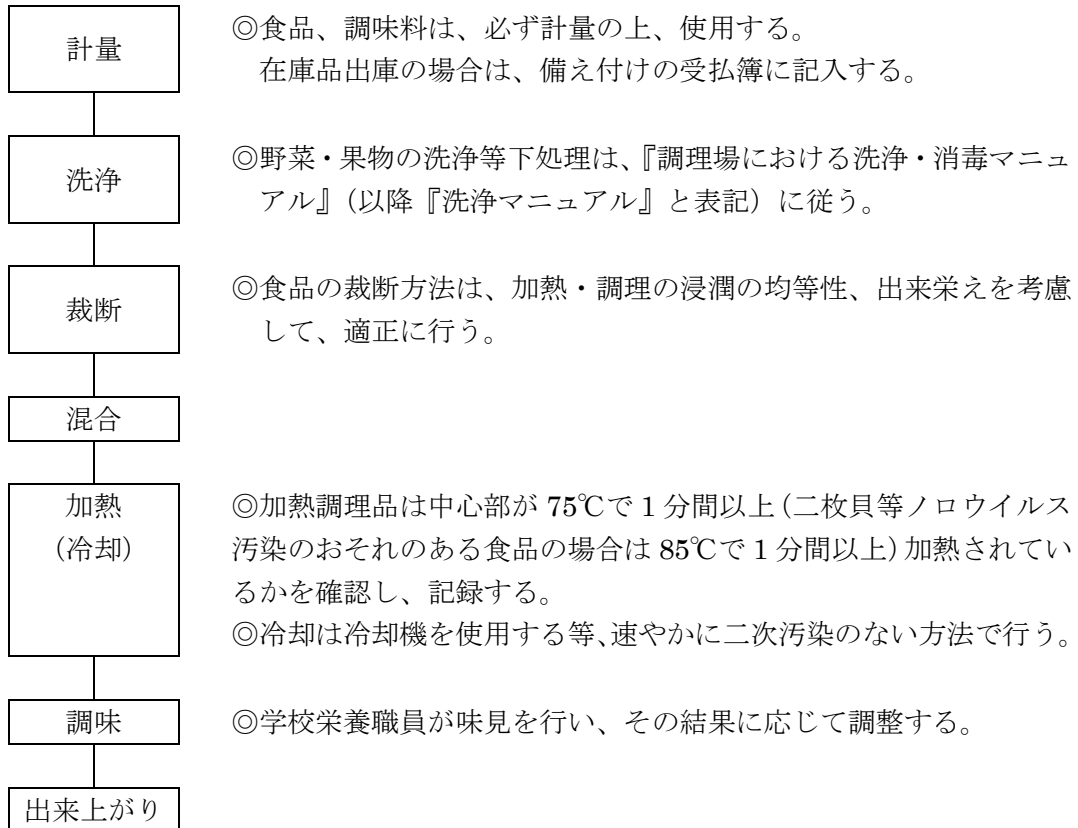 計量
◎食品、調味料は、必ず計量の上、使用する。
在庫品出庫の場合は、備え付けの受払簿に記入する。
洗浄
◎野菜・果物の洗浄等下処理は、『調理場における洗浄・消毒マニュ
アル』(以降『洗浄マニュアル』と表記)に従う。
裁断
◎食品の裁断方法は、加熱・調理の浸潤の均等性、出来栄えを考慮
して、適正に行う。
混合
加熱
(冷却)
◎加熱調理品は中心部が 75℃で 1 分間以上(二枚貝等ノロウイルス
汚染のおそれのある食品の場合は 85℃で 1 分間以上)加熱されてい
るかを確認し、記録する。
◎冷却は冷却機を使用する等、速やかに二次汚染のない方法で行う。
調味
◎学校栄養職員が味見を行い、その結果に応じて調整する。
出来上がり